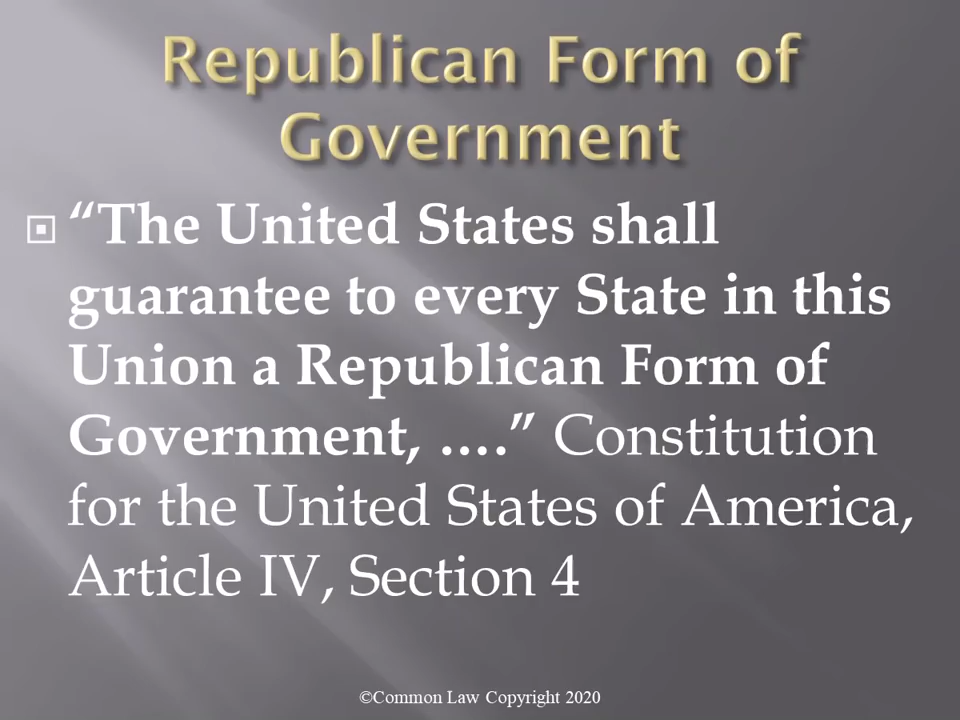 Republican Form of
Government
“The United States shall
guarantee to every State in this
Union a Republican Form of
Government, ….” Constitution
for the United States of America,
Article IV, Section 4
©Common Law Copyright 2020